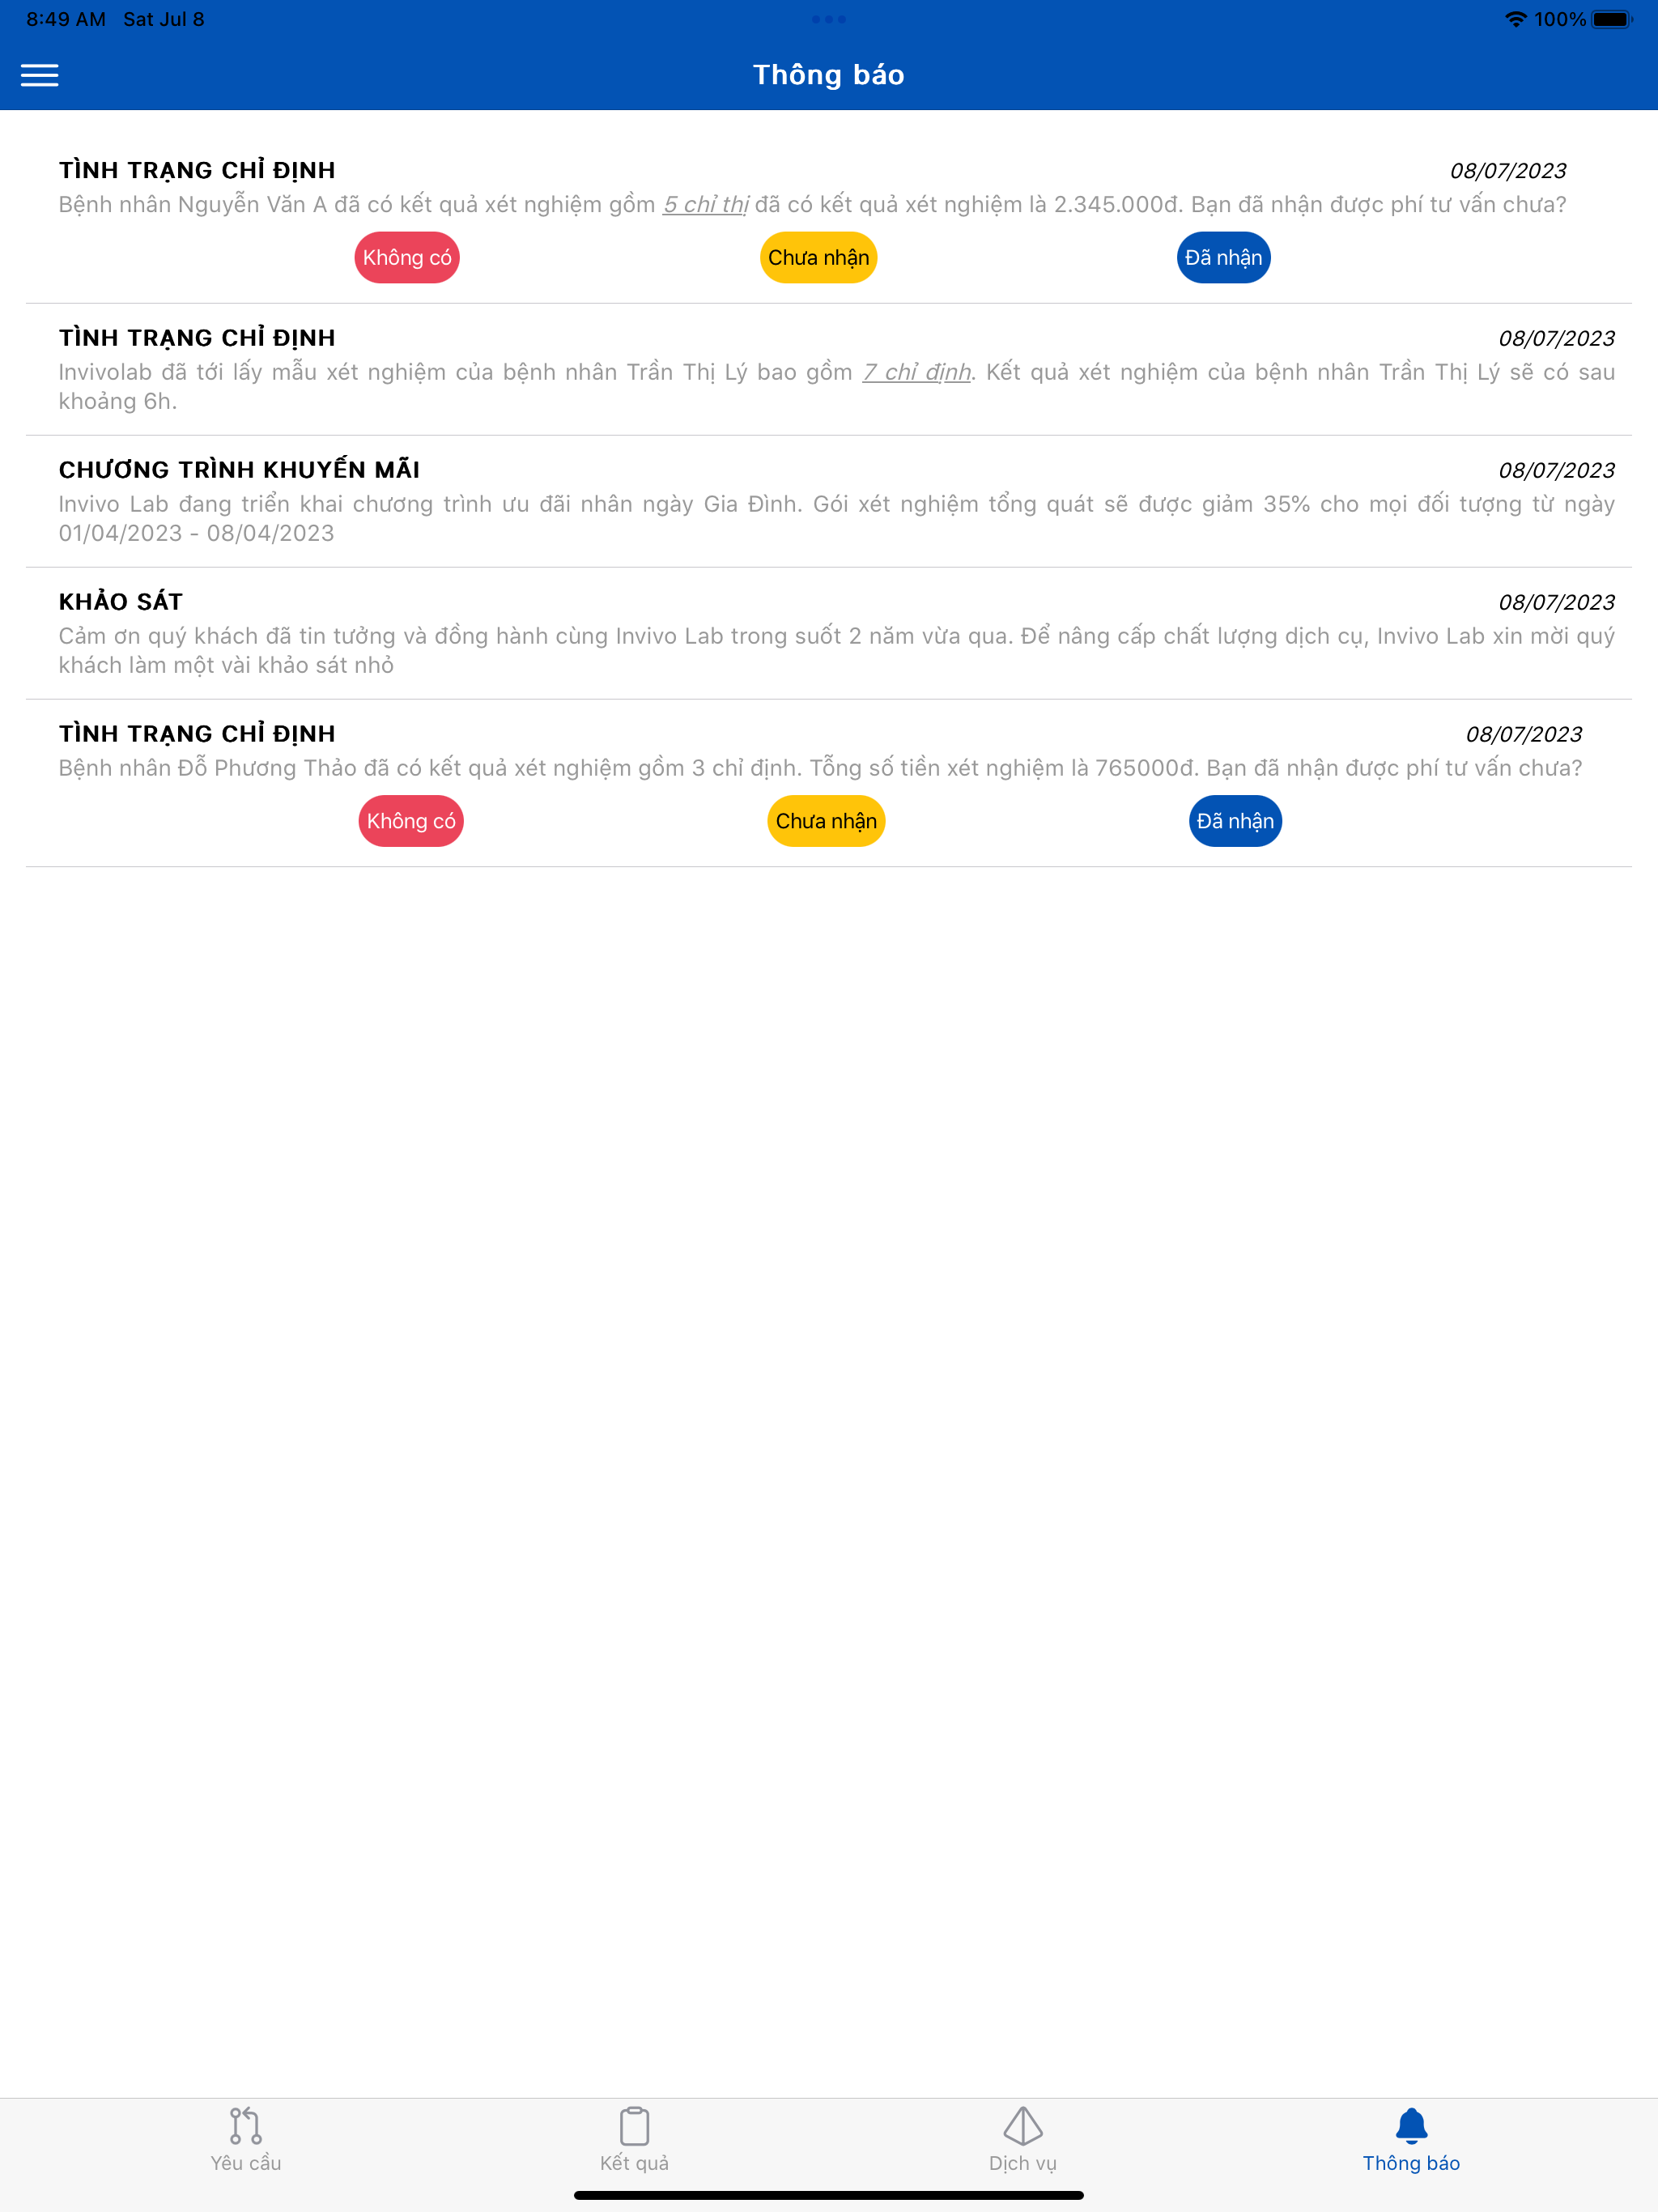 8:49 AM Sat Jul 8
100%
Thông báo
TÌNH TRẠNG CHỈ ĐỊNH 08/07/2023
Bệnh nhân Nguyễn Văn A đã có kết quả xét nghiệm gồm 5 chỉ thị đã có kết quả xét nghiệm là 2.345.000đ. Bạn đã nhận được phí tư vấn chưa?
Không có Chưa nhận Đã nhận
TÌNH TRẠNG CHỈ ĐỊNH 08/07/2023
Invivolab đã tới lấy mẫu xét nghiệm của bệnh nhân Trần Thị Lý bao gồm 7 chỉ định. Kết quả xét nghiệm của bệnh nhân Trần Thị Lý sẽ có sau
khoảng 6h.
CHƯƠNG TRÌNH KHUYẾN MÃI 08/07/2023
Invivo Lab đang triển khai chương trình ưu đãi nhân ngày Gia Đình. Gói xét nghiệm tổng quát sẽ được giảm 35% cho mọi đối tượng từ ngày
01/04/2023 - 08/04/2023
KHẢO SÁT 08/07/2023
Cảm ơn quý khách đã tin tưởng và đồng hành cùng Invivo Lab trong suốt 2 năm vừa qua. Để nâng cấp chất lượng dịch cụ, Invivo Lab xin mời quý
khách làm một vài khảo sát nhỏ
TÌNH TRẠNG CHỈ ĐỊNH 08/07/2023
Bệnh nhân Đỗ Phương Thảo đã có kết quả xét nghiệm gồm 3 chỉ định. Tổng số tiền xét nghiệm là 765000đ. Bạn đã nhận được phí tư vấn chưa?
Không có Chưa nhận Đã nhận
Yêu cầu Kết quả Dịch vụ Thông báo